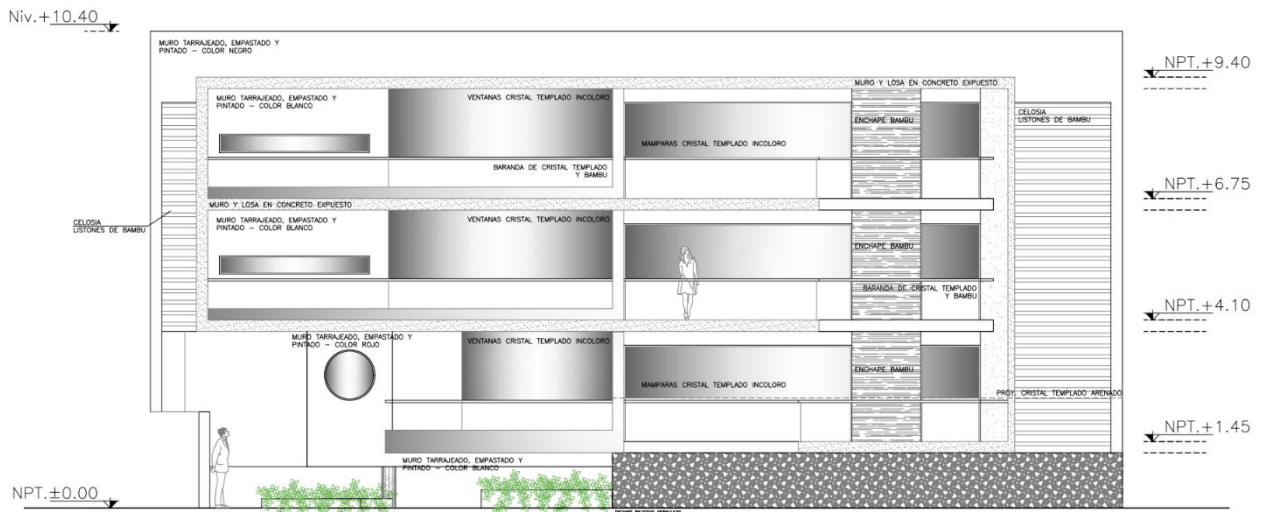 Niv.+10.40
MURO TARRAJEADO, EMPASTADO Y
PINTADO – COLOR NEGRO
NPT.+9.40
MURO Y LOSA EN CONCRETO EXPUESTO
MURO TARRAJEADO, EMPASTADO Y
PINTADO – COLOR BLANCO
VENTANAS CRISTAL TEMPLADO INCOLORO
CELOSIA
LISTONES DE BAMBU
ENCHAPE BAMBU
MAMPARAS CRISTAL TEMPLADO INCOLORO
BARANDA DE CRISTAL TEMPLADO
Y BAMBU
NPT.+6.75
MURO Y LOSA EN CONCRETO EXPUESTO
MURO TARRAJEADO, EMPASTADO Y
PINTADO – COLOR BLANCO
VENTANAS CRISTAL TEMPLADO INCOLORO
CELOSIA
LISTONES DE BAMBU
ENCHAPE BAMBU
BARANDA DE CRISTAL TEMPLADO
Y BAMBU
NPT.+4.10
MURO TARRAJEADO, EMPASTADO Y
PINTADO – COLOR ROJO
VENTANAS CRISTAL TEMPLADO INCOLORO
ENCHAPE BAMBU
MAMPARAS CRISTAL TEMPLADO INCOLORO
PROY. CRISTAL TEMPLADO ARENADO
NPT.+1.45
MURO TARRAJEADO, EMPASTADO Y
PINTADO – COLOR BLANCO
NPT.±0.00